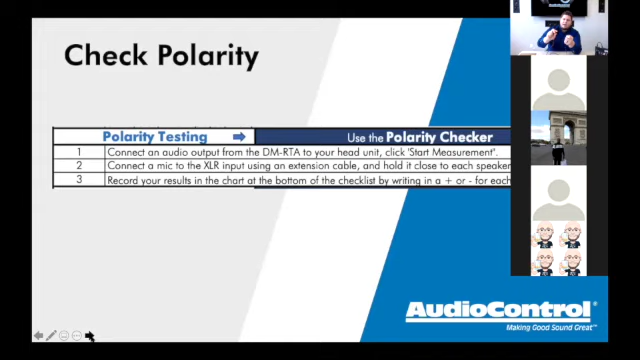 Check Polarity
Polarity Testing
Use the Polarity Checker
1 Connect an audio output from the DM-RTA to your head unit, click 'Start Measurement'.
2 Connect a mic to the XLR input using an extension cable, and hold it close to each speaker
3 Record your results in the chart at the bottom of the checklist by writing in a + or - for each
AudioControl®
Making Good Sound Great™